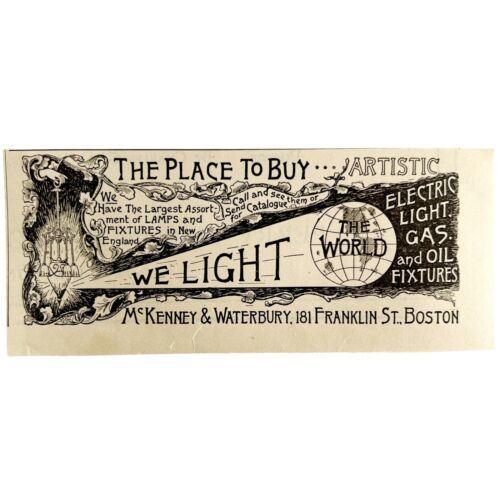 THE PLACE TO BUY.... ARTISTIC
ELECTRIC
LIGHT,
GAS,
and OIL
FIXTURES
We
Have The Largest Assort-
ment of LAMPS and
FIXTURES in New
England.
Call and see them or
Send for Catalogue
WE LIGHT
THE
WORLD
McKENNEY & WATERBURY, 181 FRANKLIN ST., BOSTON